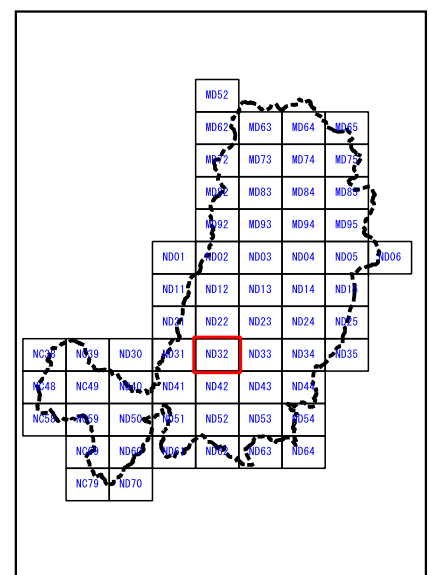 MD52
MD62 MD63 MD64 MD65
MD72 MD73 MD74 MD75
MD82 MD83 MD84 MD85
MD92 MD93 MD94 MD95
ND01 ND02 ND03 ND04 ND05 ND06
ND11 ND12 ND13 ND14 ND15
ND21 ND22 ND23 ND24 ND25
NC38 NC39 ND30 ND31 ND32 ND33 ND34 ND35
NC48 NC49 ND40 ND41 ND42 ND43 ND44
NC58 NC59 ND50 ND51 ND52 ND53 ND54
NC69 ND60 ND61 ND62 ND63 ND64
NC79 ND70